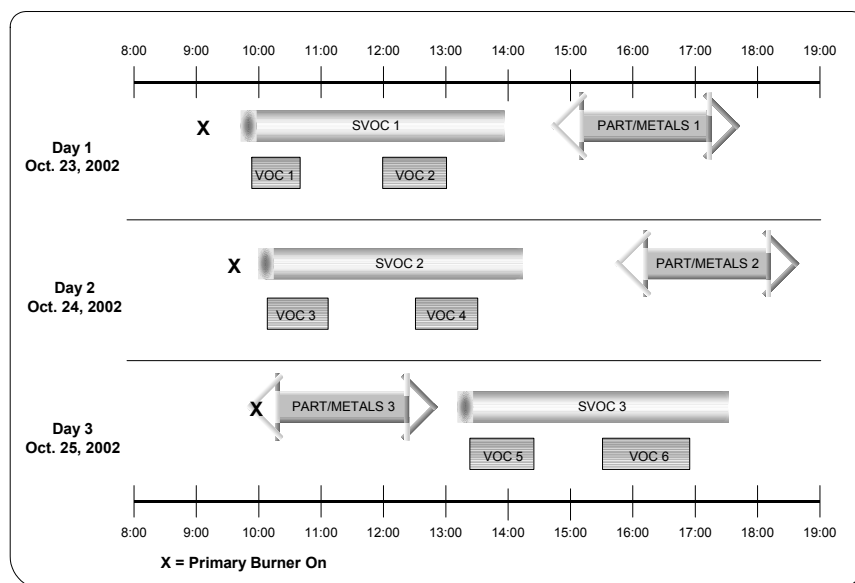 8:00 9:00 10:00 11:00 12:00 13:00 14:00 15:00 16:00 17:00 18:00 19:00
X SVOC 1 PART/METALS 1
Day 1
Oct. 23, 2002
VOC 1 VOC 2
X SVOC 2 PART/METALS 2
Day 2
Oct. 24, 2002
VOC 3 VOC 4
X PART/METALS 3 SVOC 3
Day 3
Oct. 25, 2002
VOC 5 VOC 6
8:00 9:00 10:00 11:00 12:00 13:00 14:00 15:00 16:00 17:00 18:00 19:00
X = Primary Burner On